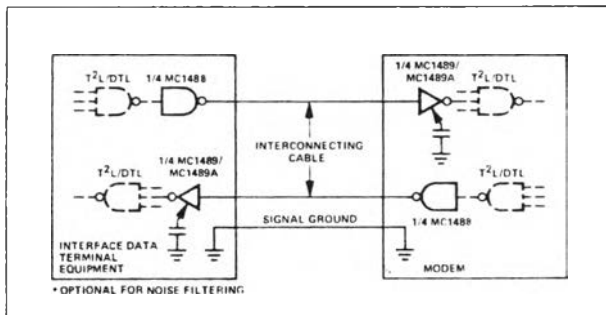 T²L/DTL
1/4 MC1488
1/4 MC1489/
MC1489A
T²L/DTL
INTERCONNECTING
CABLE
T²L/DTL
1/4 MC1489/
MC1489A
T²L/DTL
1/4 MC1488
SIGNAL GROUND
INTERFACE DATA
TERMINAL
EQUIPMENT
MODEM
* OPTIONAL FOR NOISE FILTERING